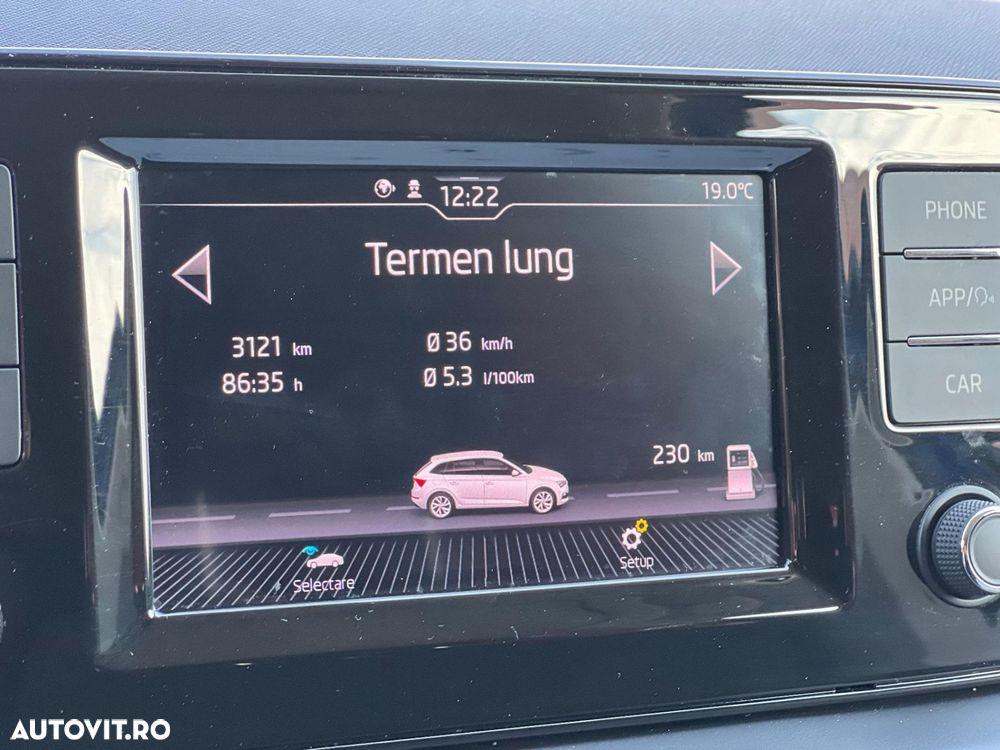 12:22
19.0°C
Termen lung
3121 km
Ø 36 km/h
86:35 h
Ø 5.3 l/100km
230 km
Selectare
Setup
PHONE
APP/
CAR
AUTOVIT.RO